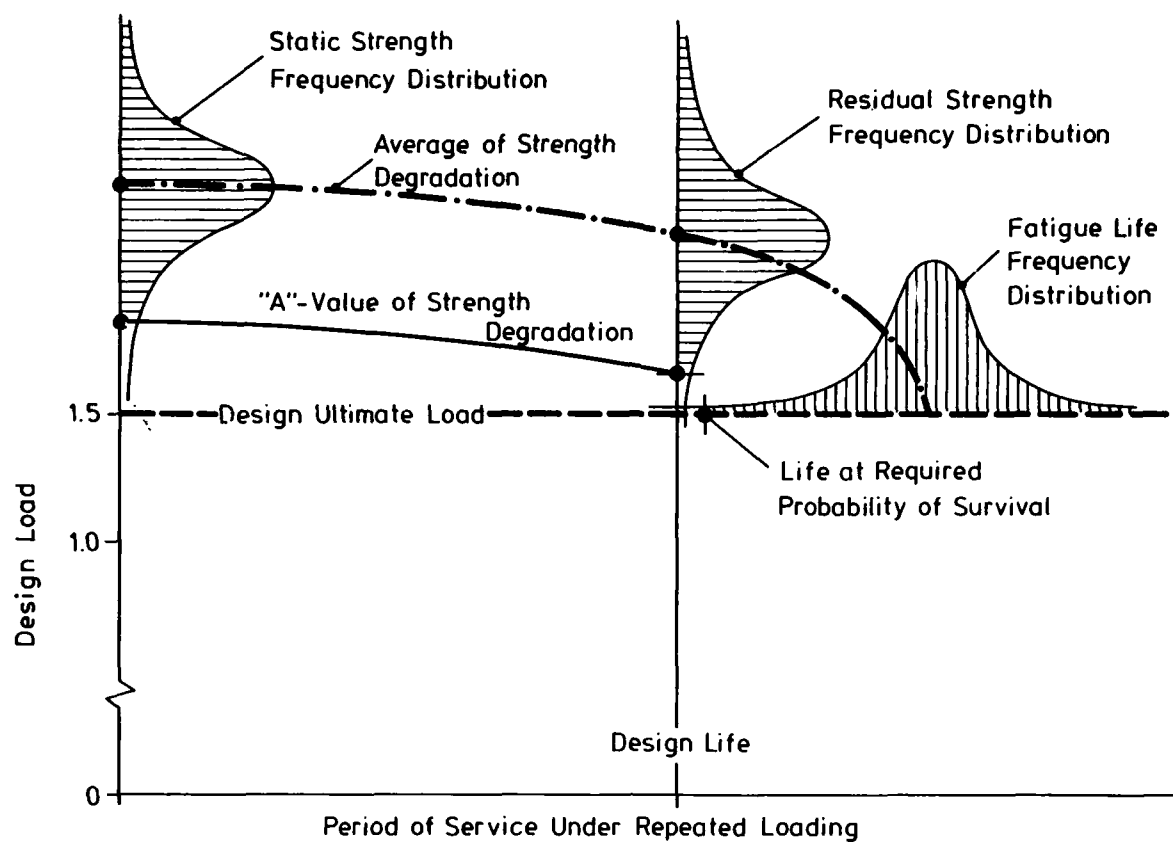 Static Strength
Frequency Distribution
Average of Strength
Degradation
Residual Strength
Frequency Distribution
Fatigue Life
Frequency
Distribution
"A"-Value of Strength
Degradation
1.5
Design Ultimate Load
Life at Required
Probability of Survival
Design Load
1.0
Design Life
0
Period of Service Under Repeated Loading